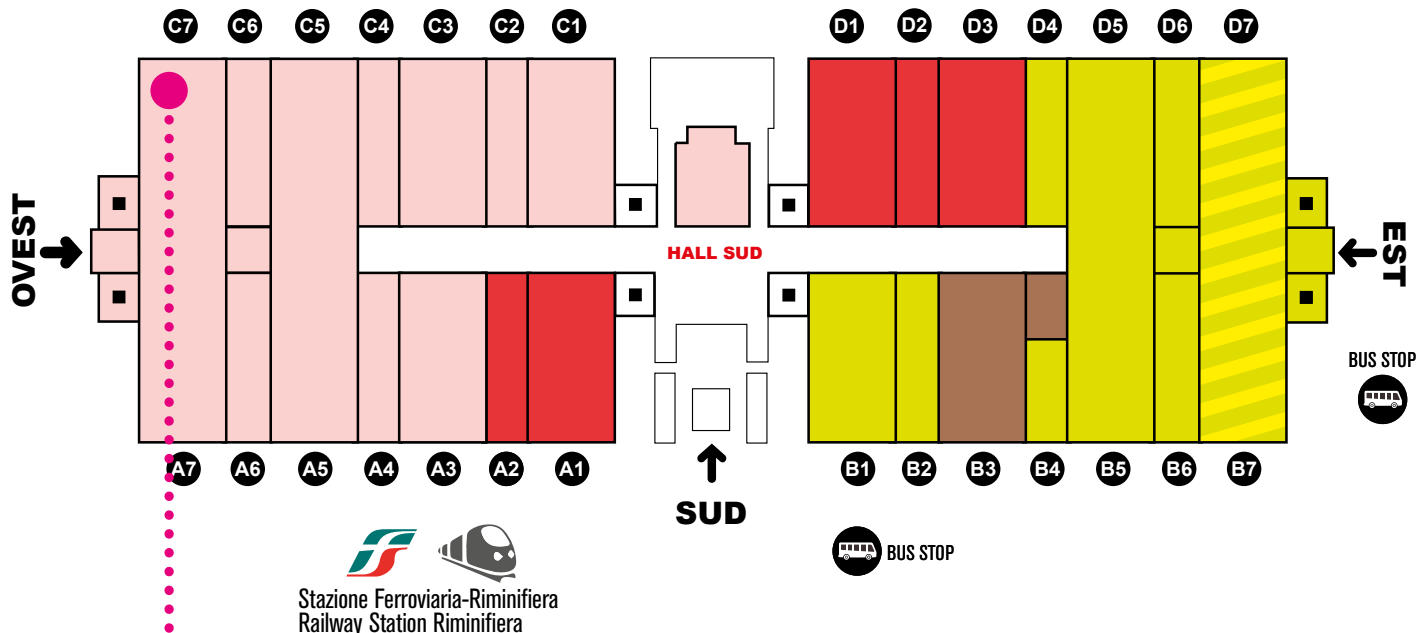 C7 C6 C5 C4 C3 C2 C1 D1 D2 D3 D4 D5 D6 D7
OVEST
HALL SUD
EST
BUS STOP
A7 A6 A5 A4 A3 A2 A1 B1 B2 B3 B4 B5 B6 B7
SUD
BUS STOP
Stazione Ferroviaria-Riminifiera
Railway Station Riminifiera